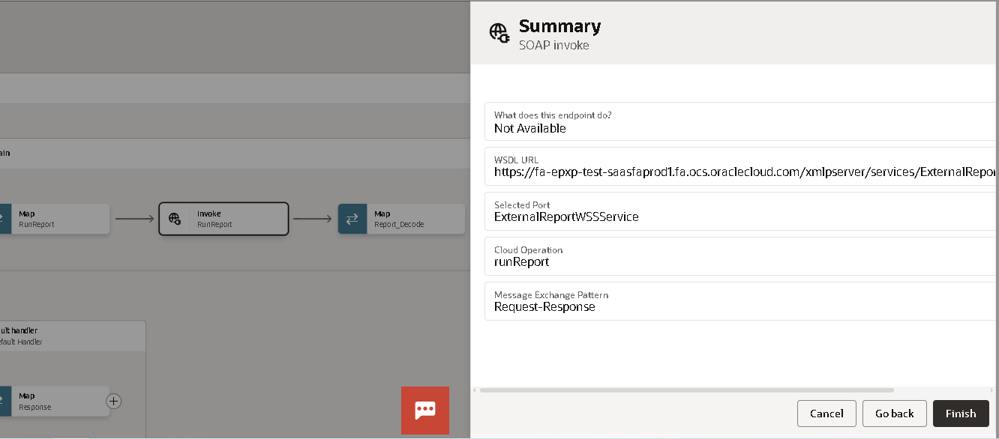 Summary
SOAP invoke
What does this endpoint do?
Not Available
WSDL URL
https://fa-epxp-test-saasfaprod1.fa.ocs.oraclecloud.com/xmlpserver/services/ExternalRepor
Selected Port
ExternalReportWSSService
Cloud Operation
runReport
Message Exchange Pattern
Request-Response
Cancel
Go back
Finish
ain
Map
RunReport
Invoke
RunReport
Map
Report_Decode
ult handler
efault Handler
Map
Response